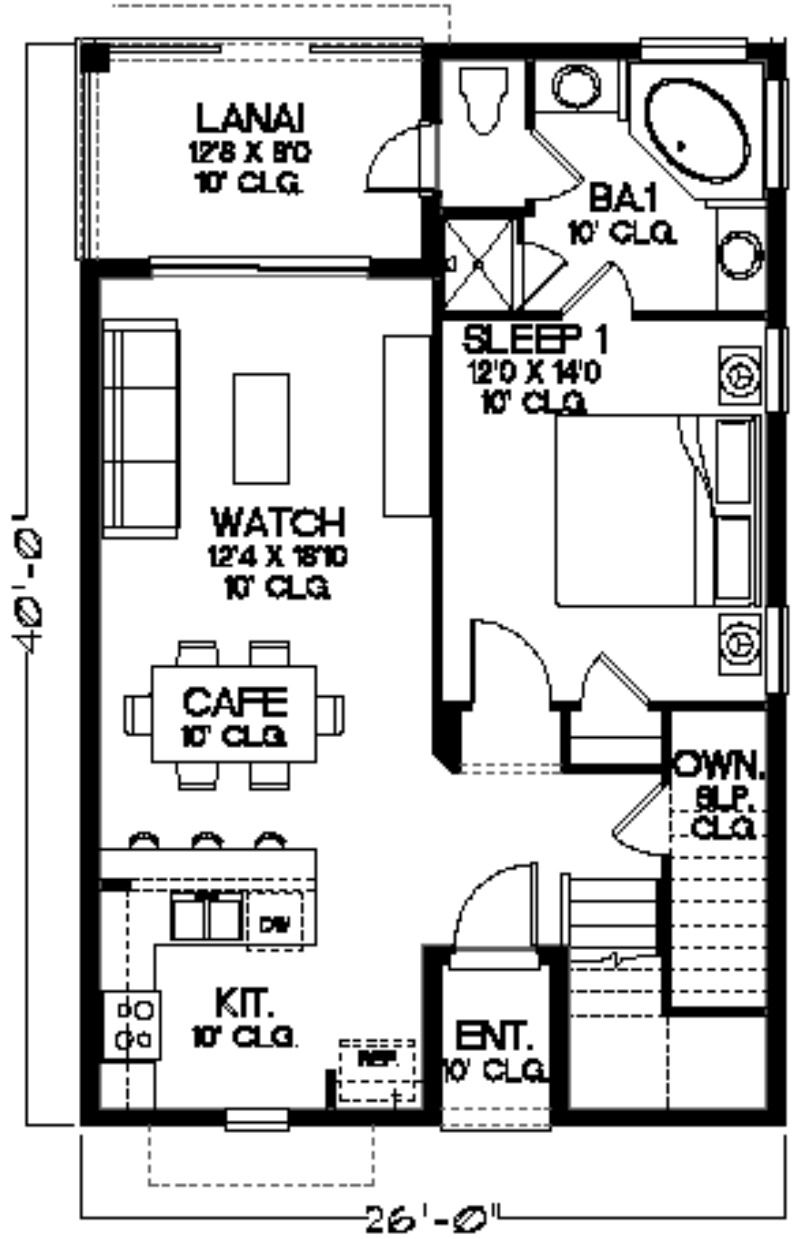 LANAI
12'8 X 8'0
10' CLG.
BA.1
10' CLG.
SLEEP 1
12'0 X 14'0
10' CLG.
WATCH
12'4 X 16'10
10' CLG.
40'-0"
CAFE
10' CLG.
OWN.
SLP.
CLG.
DW
KIT.
10' CLG.
REF.
ENT.
10' CLG.
26'-0"